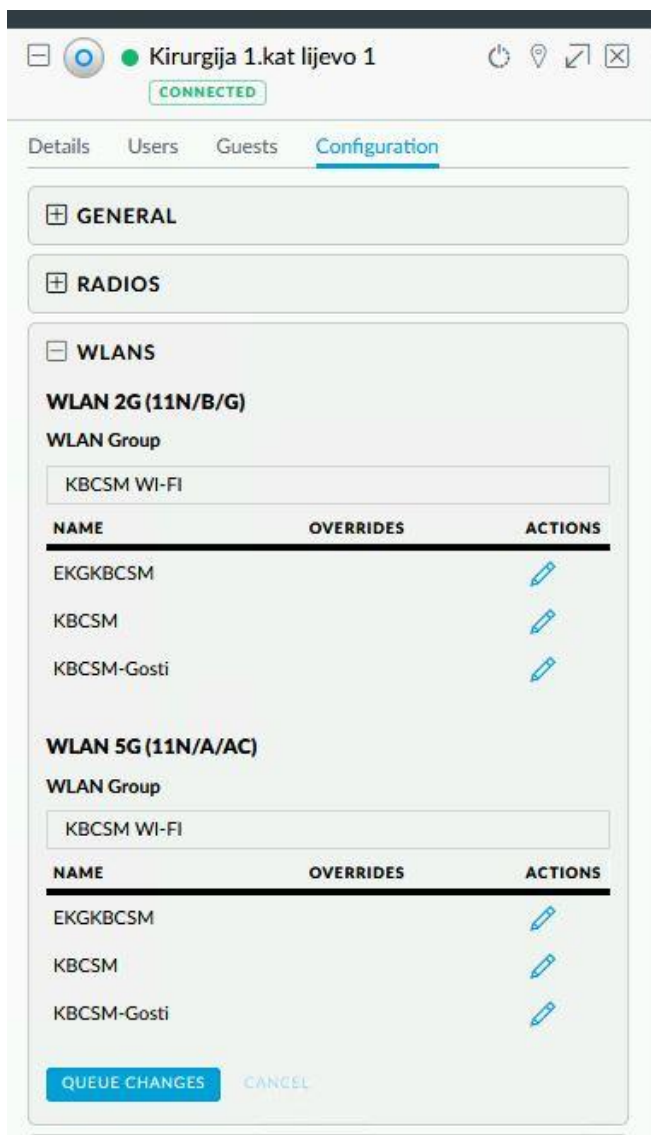 Kirurgija 1.kat lijevo 1
CONNECTED
Details Users Guests Configuration
GENERAL
RADIOS
WLANS
WLAN 2G (11N/B/G)
WLAN Group
KBCSM WI-FI
NAME OVERRIDES ACTIONS
EKGKBCSM
KBCSM
KBCSM-Gosti
WLAN 5G (11N/A/AC)
WLAN Group
KBCSM WI-FI
NAME OVERRIDES ACTIONS
EKGKBCSM
KBCSM
KBCSM-Gosti
QUEUE CHANGES CANCEL